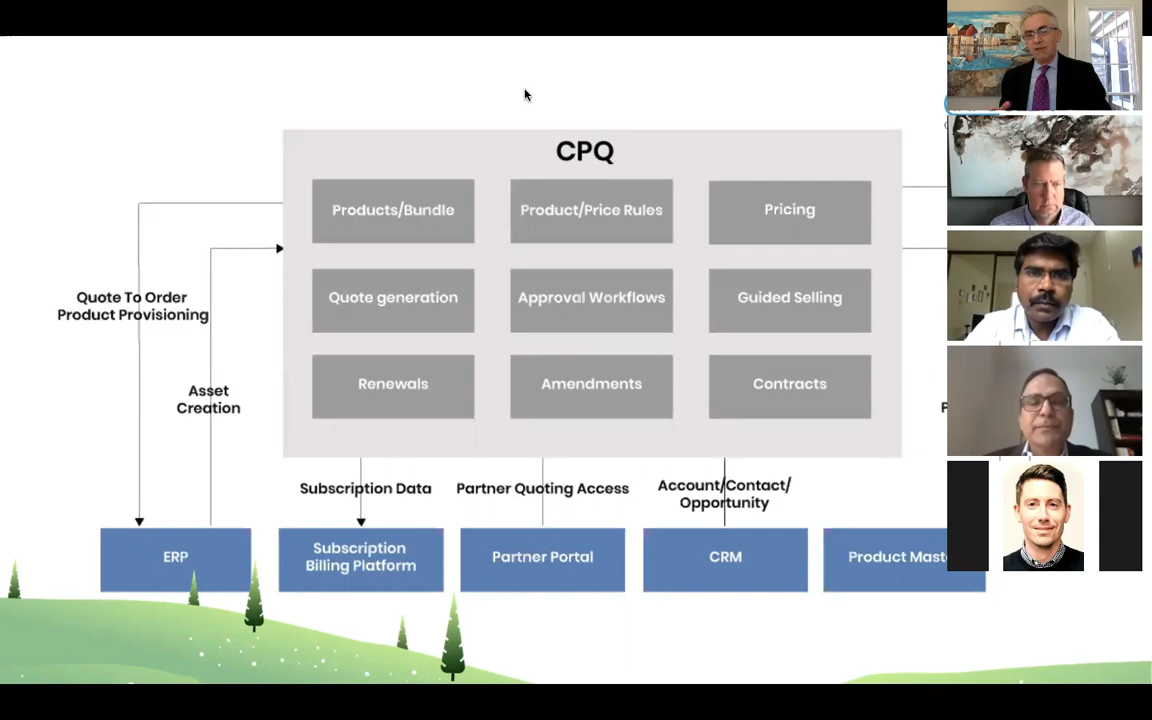 CPQ
Products/Bundle
Product/Price Rules
Pricing
Quote generation
Approval Workflows
Guided Selling
Renewals
Amendments
Contracts
Quote To Order
Product Provisioning
Asset
Creation
Subscription Data
Partner Quoting Access
Account/Contact/
Opportunity
ERP
Subscription
Billing Platform
Partner Portal
CRM
Product